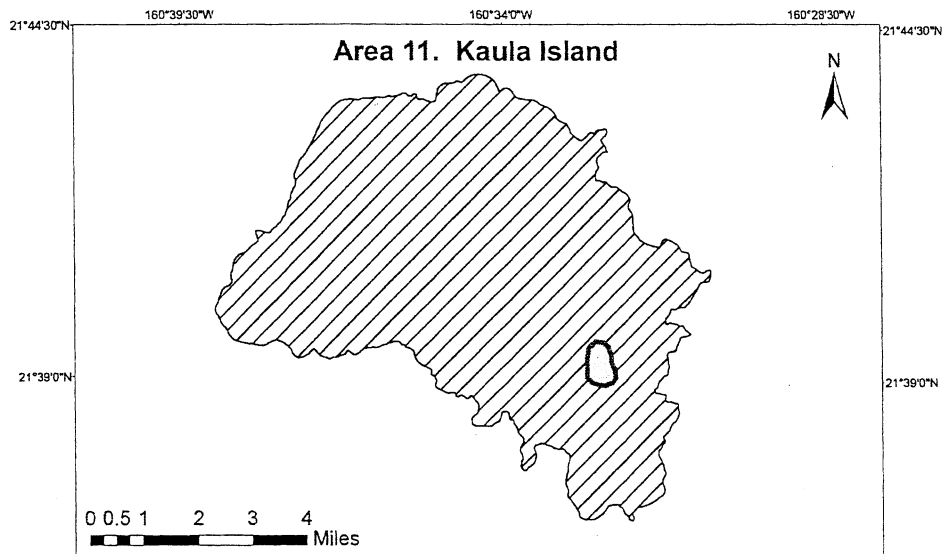 160°39'30"W 160°34'0"W 160°28'30"W
21°44'30"N 21°44'30"N
Area 11. Kaula Island
N
21°39'0"N 21°39'0"N
0 0.5 1 2 3 4
Miles